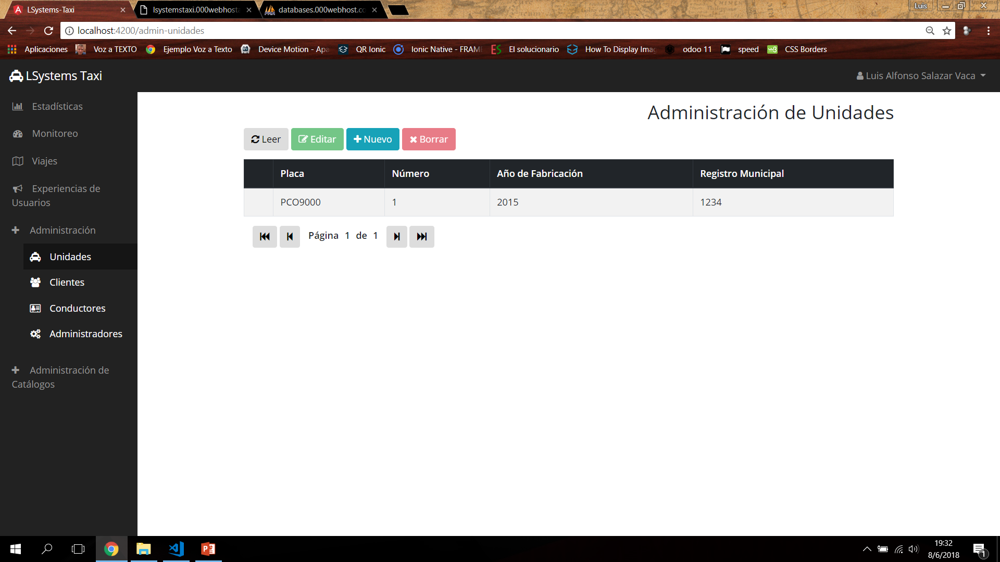 LSystems-Taxi
lsystemstaxi.000webhost
databases.000webhost.co
Luis
localhost:4200/admin-unidades
Aplicaciones
Voz a TEXTO
Ejemplo Voz a Texto
Device Motion - Apa
QR Ionic
Ionic Native - FRAM
El solucionario
How To Display Imag
odoo 11
speed
CSS Borders
LSystems Taxi
Luis Alfonso Salazar Vaca
Estadísticas
Monitoreo
Viajes
Experiencias de
Usuarios
Administración
Unidades
Clientes
Conductores
Administradores
Administración de
Catálogos
Administración de Unidades
Leer
Editar
Nuevo
Borrar
Placa
Número
Año de Fabricación
Registro Municipal
PCO9000
1
2015
1234
Página 1 de 1
19:32
8/6/2018
1